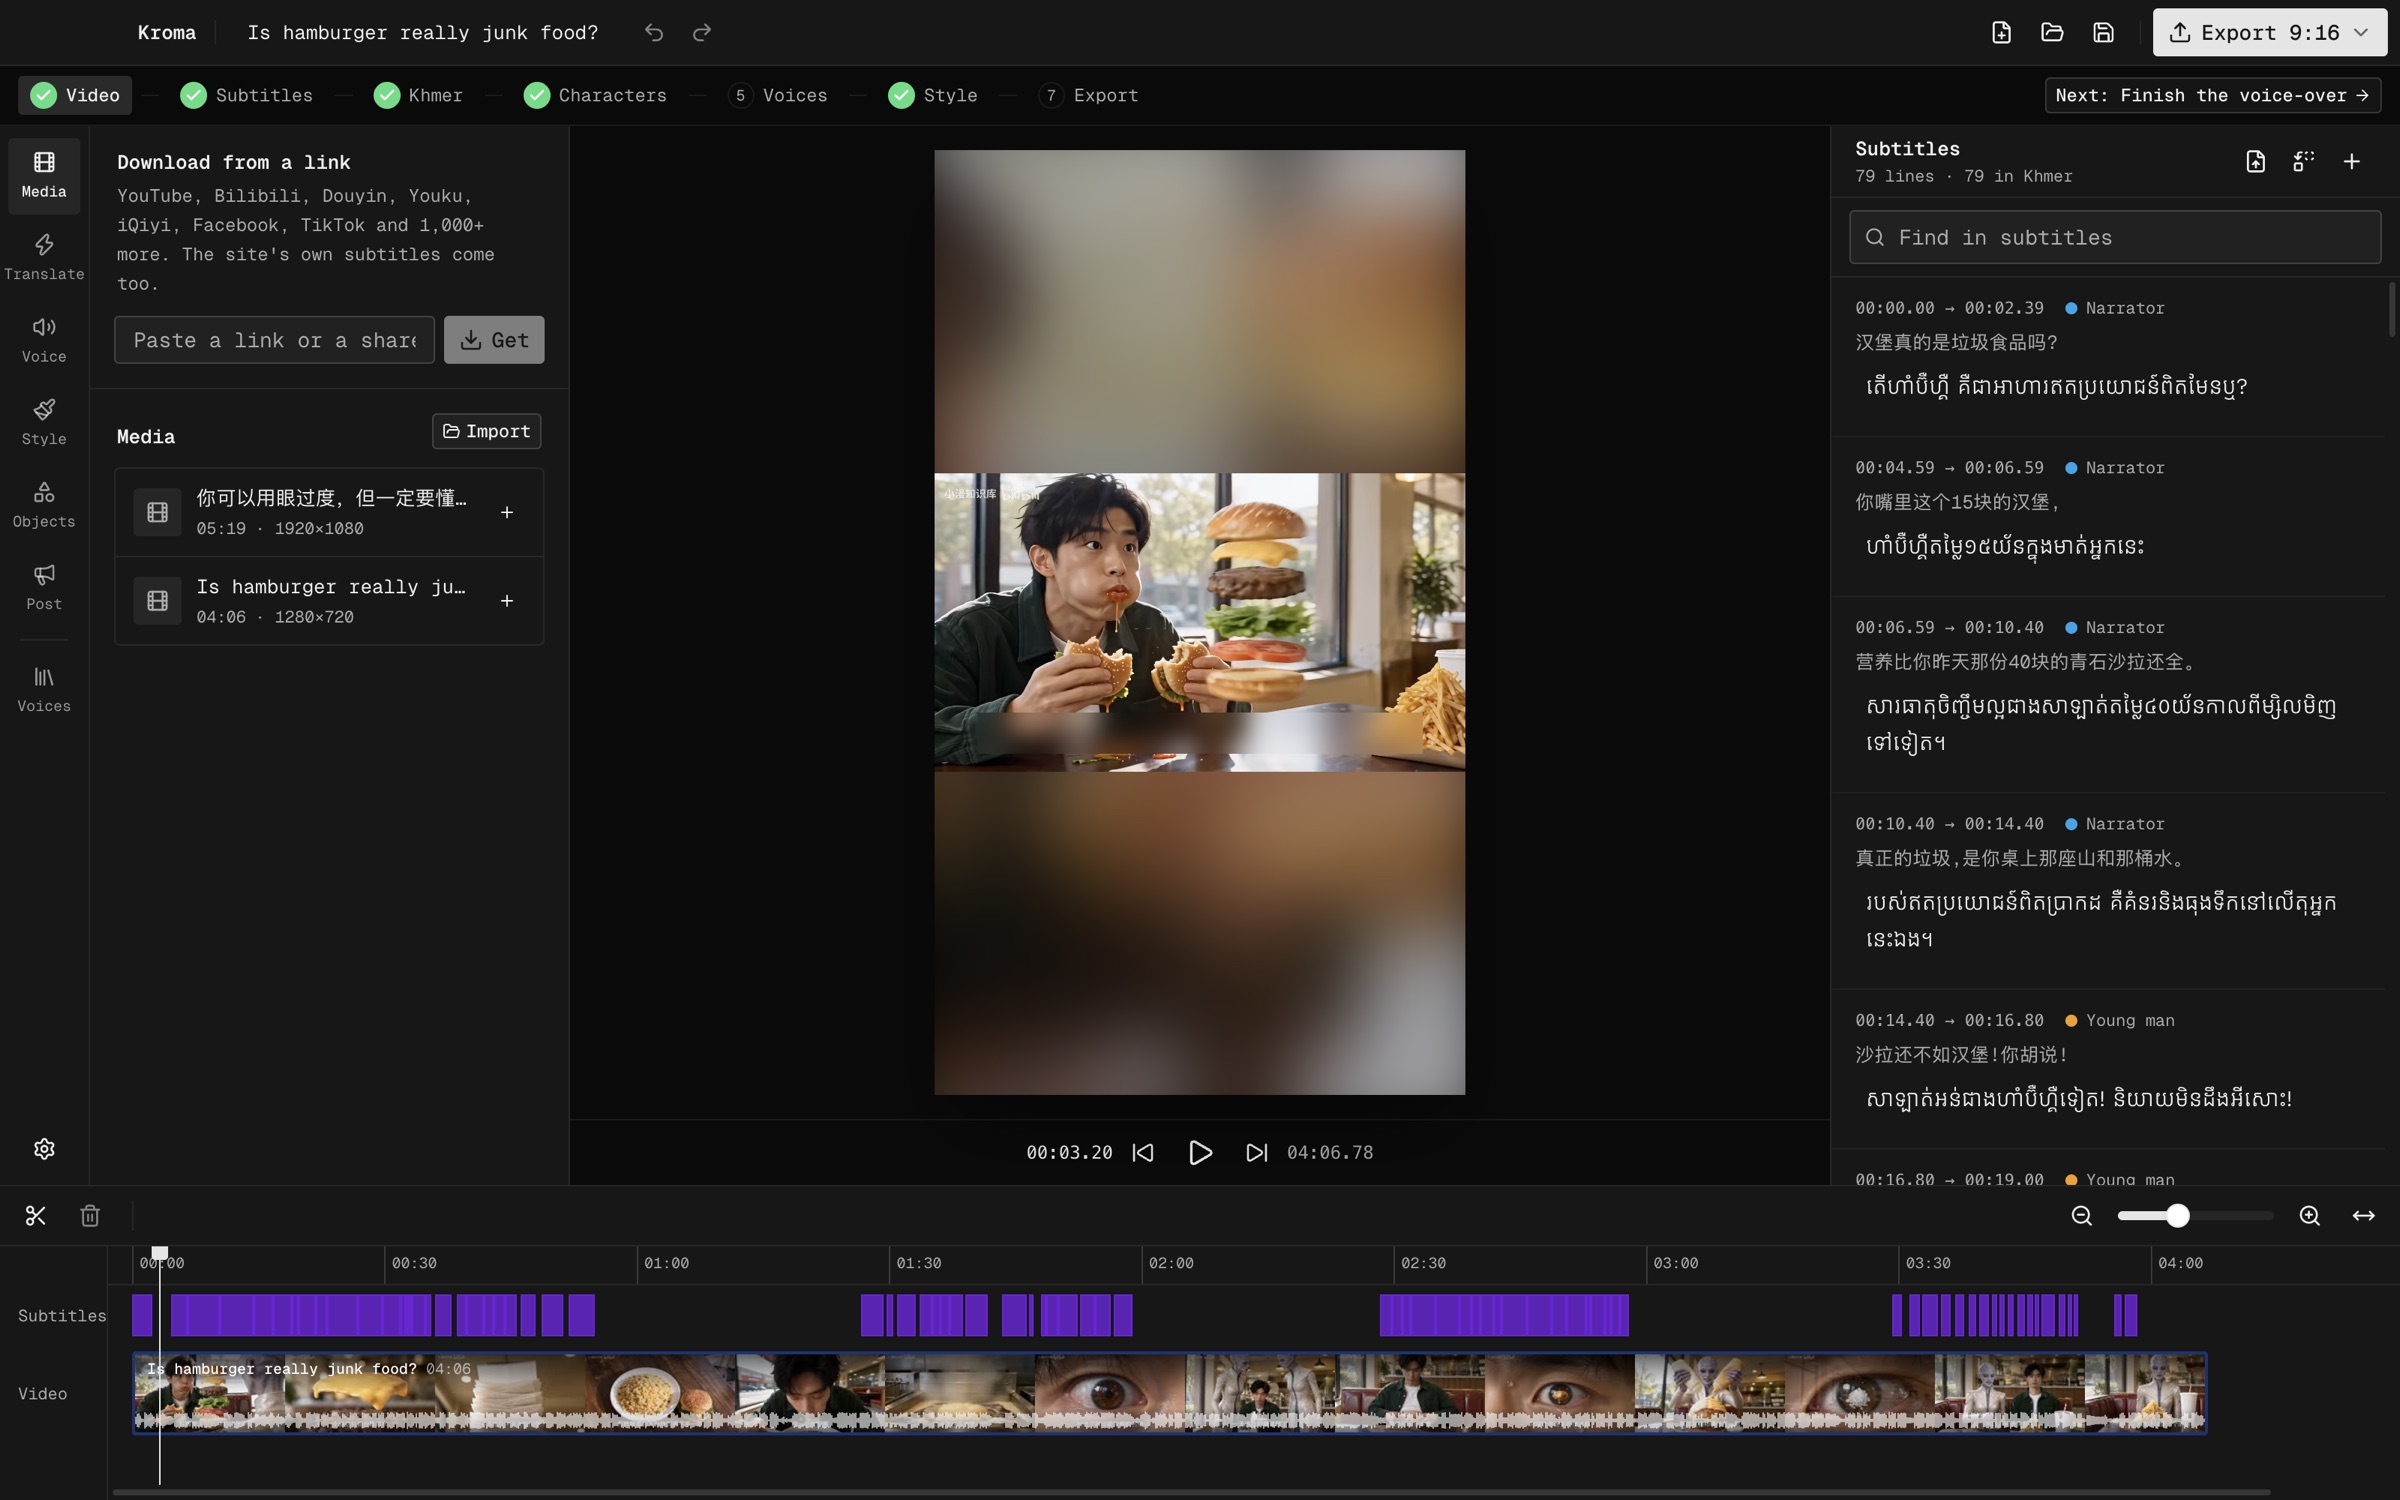 Kroma
Is hamburger really junk food?
Export 9:16
Video
Subtitles
Khmer
Characters
5 Voices
Style
7 Export
Next: Finish the voice-over →
Media
Translate
Voice
Style
Objects
Post
Voices
Download from a link
YouTube, Bilibili, Douyin, Youku,
iQiyi, Facebook, TikTok and 1,000+
more. The site's own subtitles come
too.
Paste a link or a share
Get
Media
Import
你可以用眼过度，但一定要懂…
05:19 · 1920×1080
Is hamburger really ju…
04:06 · 1280×720
小漫知识库
00:03.20
04:06.78
Subtitles
79 lines · 79 in Khmer
Find in subtitles
00:00.00 → 00:02.39 Narrator
汉堡真的是垃圾食品吗?
តើហាំប៊ឺហ្គឺ គឺជាអាហារឥតប្រយោជន៍ពិតមែនឬ?
00:04.59 → 00:06.59 Narrator
你嘴里这个15块的汉堡,
ហាំប៊ឺហ្គឺតម្លៃ១៥យ័នក្នុងមាត់អ្នកនេះ
00:06.59 → 00:10.40 Narrator
营养比你昨天那份40块的青石沙拉还全。
សារធាតុចិញ្ចឹមល្អជាងសាឡាត់តម្លៃ៤០យ័នកាលពីម្សិលមិញ
ទៅទៀត។
00:10.40 → 00:14.40 Narrator
真正的垃圾,是你桌上那座山和那桶水。
របស់ឥតប្រយោជន៍ពិតប្រាកដ គឺគំនរនិងធុងទឹកនៅលើតុអ្នក
នេះឯង។
00:14.40 → 00:16.80 Young man
沙拉还不如汉堡!你胡说!
សាឡាត់អន់ជាងហាំប៊ឺហ្គឺទៀត! និយាយមិនដឹងអីសោះ!
00:16.80 → 00:19.00 Young man
00:00
00:30
01:00
01:30
02:00
02:30
03:00
03:30
04:00
Subtitles
Video
Is hamburger really junk food? 04:06